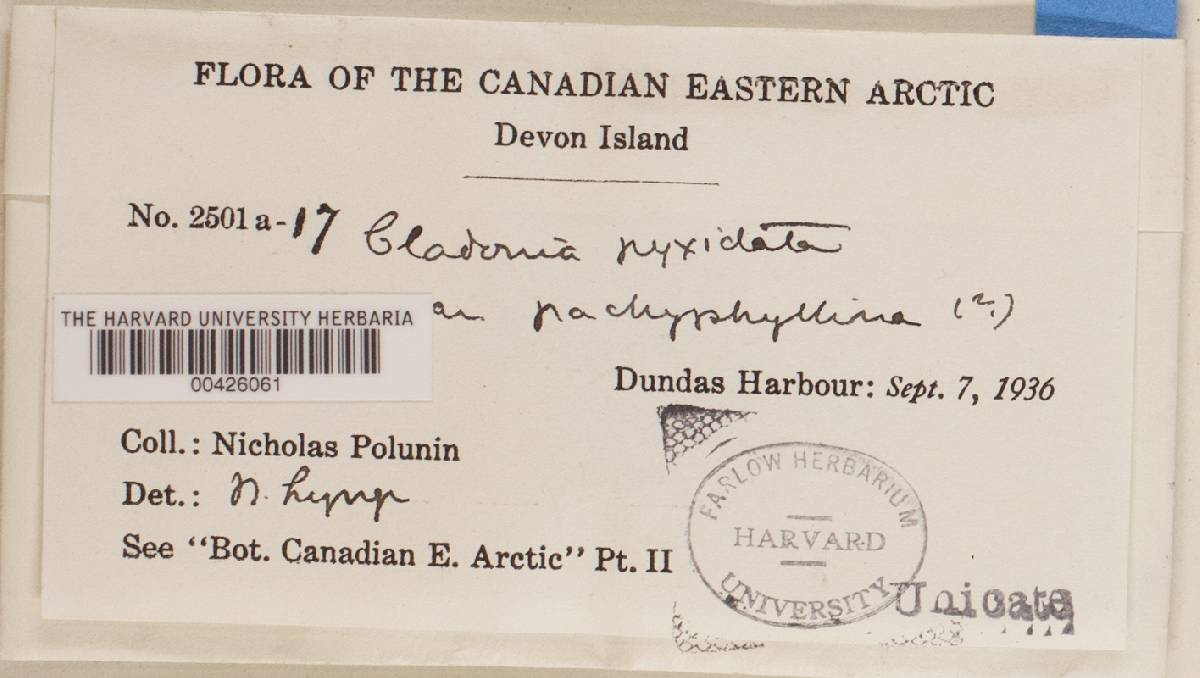 FLORA OF THE CANADIAN EASTERN ARCTIC
Devon Island
No. 2501 a-17 Cladonia pyxidata
pachyphyllina (?)
THE HARVARD UNIVERSITY HERBARIA
00426061
Dundas Harbour: Sept. 7, 1936
Coll.: Nicholas Polunin
Det.: B. Lynge
See "Bot. Canadian E. Arctic" Pt. II
FARLOW HERBARIUM
HARVARD
UNIVERSITY
Unicate